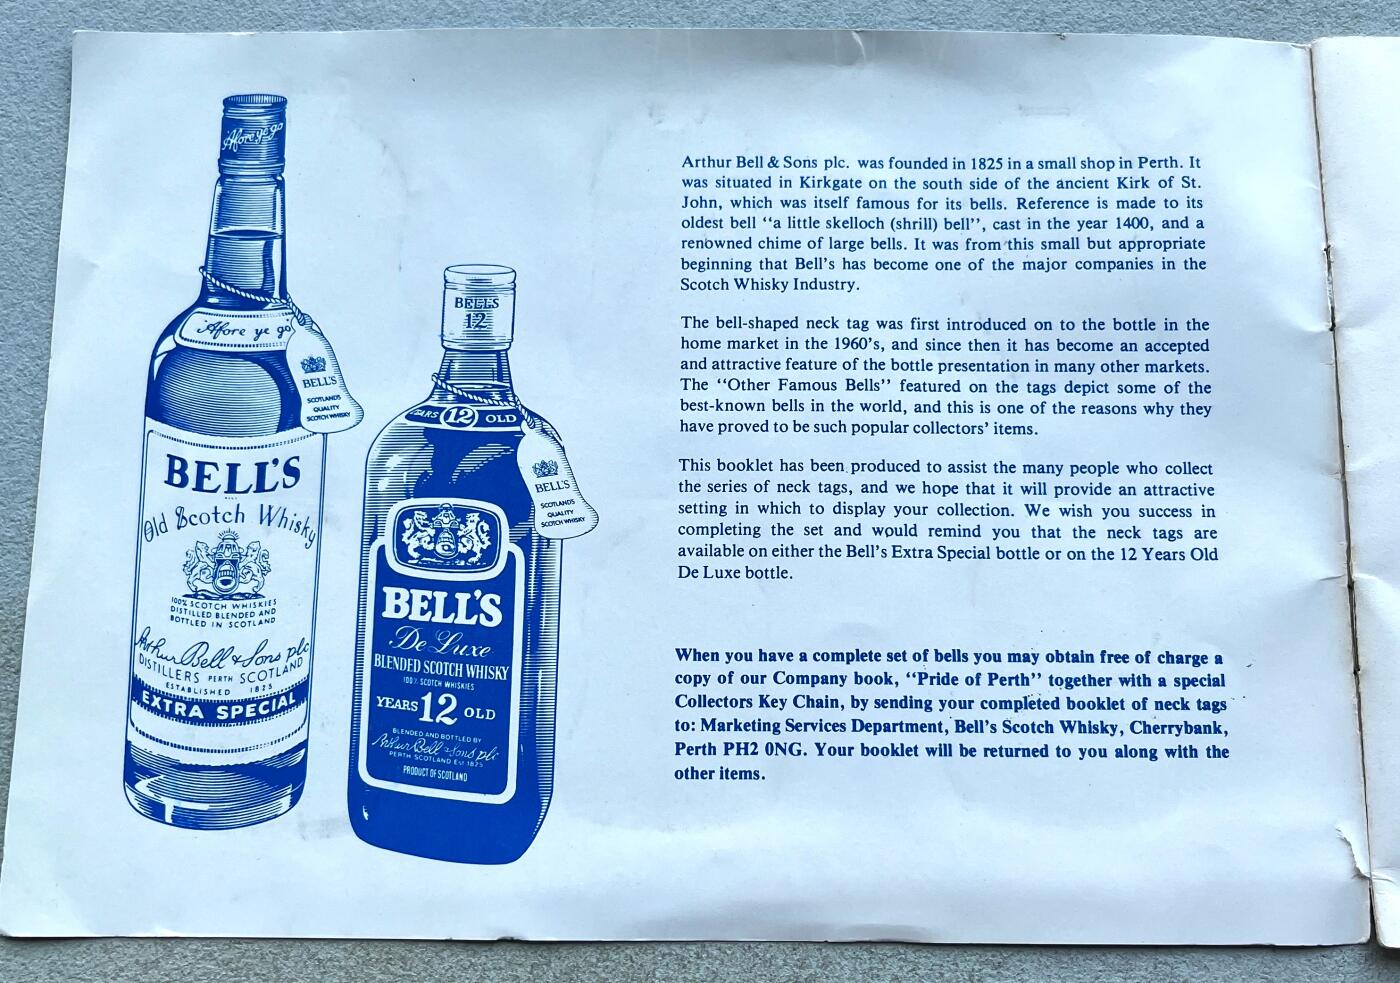 Afore ye go
Afore ye go
BELL'S
SCOTLAND'S
QUALITY
SCOTCH WHISKY
BELL'S
Old Scotch Whisky
100% SCOTCH WHISKIES
DISTILLED BLENDED AND
BOTTLED IN SCOTLAND
Arthur Bell & Sons plc
DISTILLERS PERTH SCOTLAND
ESTABLISHED 1825
EXTRA SPECIAL
BELL'S
12
YEARS 12 OLD
BELL'S
SCOTLAND'S
QUALITY
SCOTCH WHISKY
BELL'S
De Luxe
BLENDED SCOTCH WHISKY
100% SCOTCH WHISKIES
YEARS 12 OLD
BLENDED AND BOTTLED BY
Arthur Bell & Sons plc
PERTH SCOTLAND Est 1825
PRODUCT OF SCOTLAND
Arthur Bell & Sons plc. was founded in 1825 in a small shop in Perth. It
was situated in Kirkgate on the south side of the ancient Kirk of St.
John, which was itself famous for its bells. Reference is made to its
oldest bell "a little skelloch (shrill) bell", cast in the year 1400, and a
renowned chime of large bells. It was from this small but appropriate
beginning that Bell's has become one of the major companies in the
Scotch Whisky Industry.
The bell-shaped neck tag was first introduced on to the bottle in the
home market in the 1960's, and since then it has become an accepted
and attractive feature of the bottle presentation in many other markets.
The "Other Famous Bells" featured on the tags depict some of the
best-known bells in the world, and this is one of the reasons why they
have proved to be such popular collectors' items.
This booklet has been produced to assist the many people who collect
the series of neck tags, and we hope that it will provide an attractive
setting in which to display your collection. We wish you success in
completing the set and would remind you that the neck tags are
available on either the Bell's Extra Special bottle or on the 12 Years Old
De Luxe bottle.
When you have a complete set of bells you may obtain free of charge a
copy of our Company book, "Pride of Perth" together with a special
Collectors Key Chain, by sending your completed booklet of neck tags
to: Marketing Services Department, Bell's Scotch Whisky, Cherrybank,
Perth PH2 0NG. Your booklet will be returned to you along with the
other items.